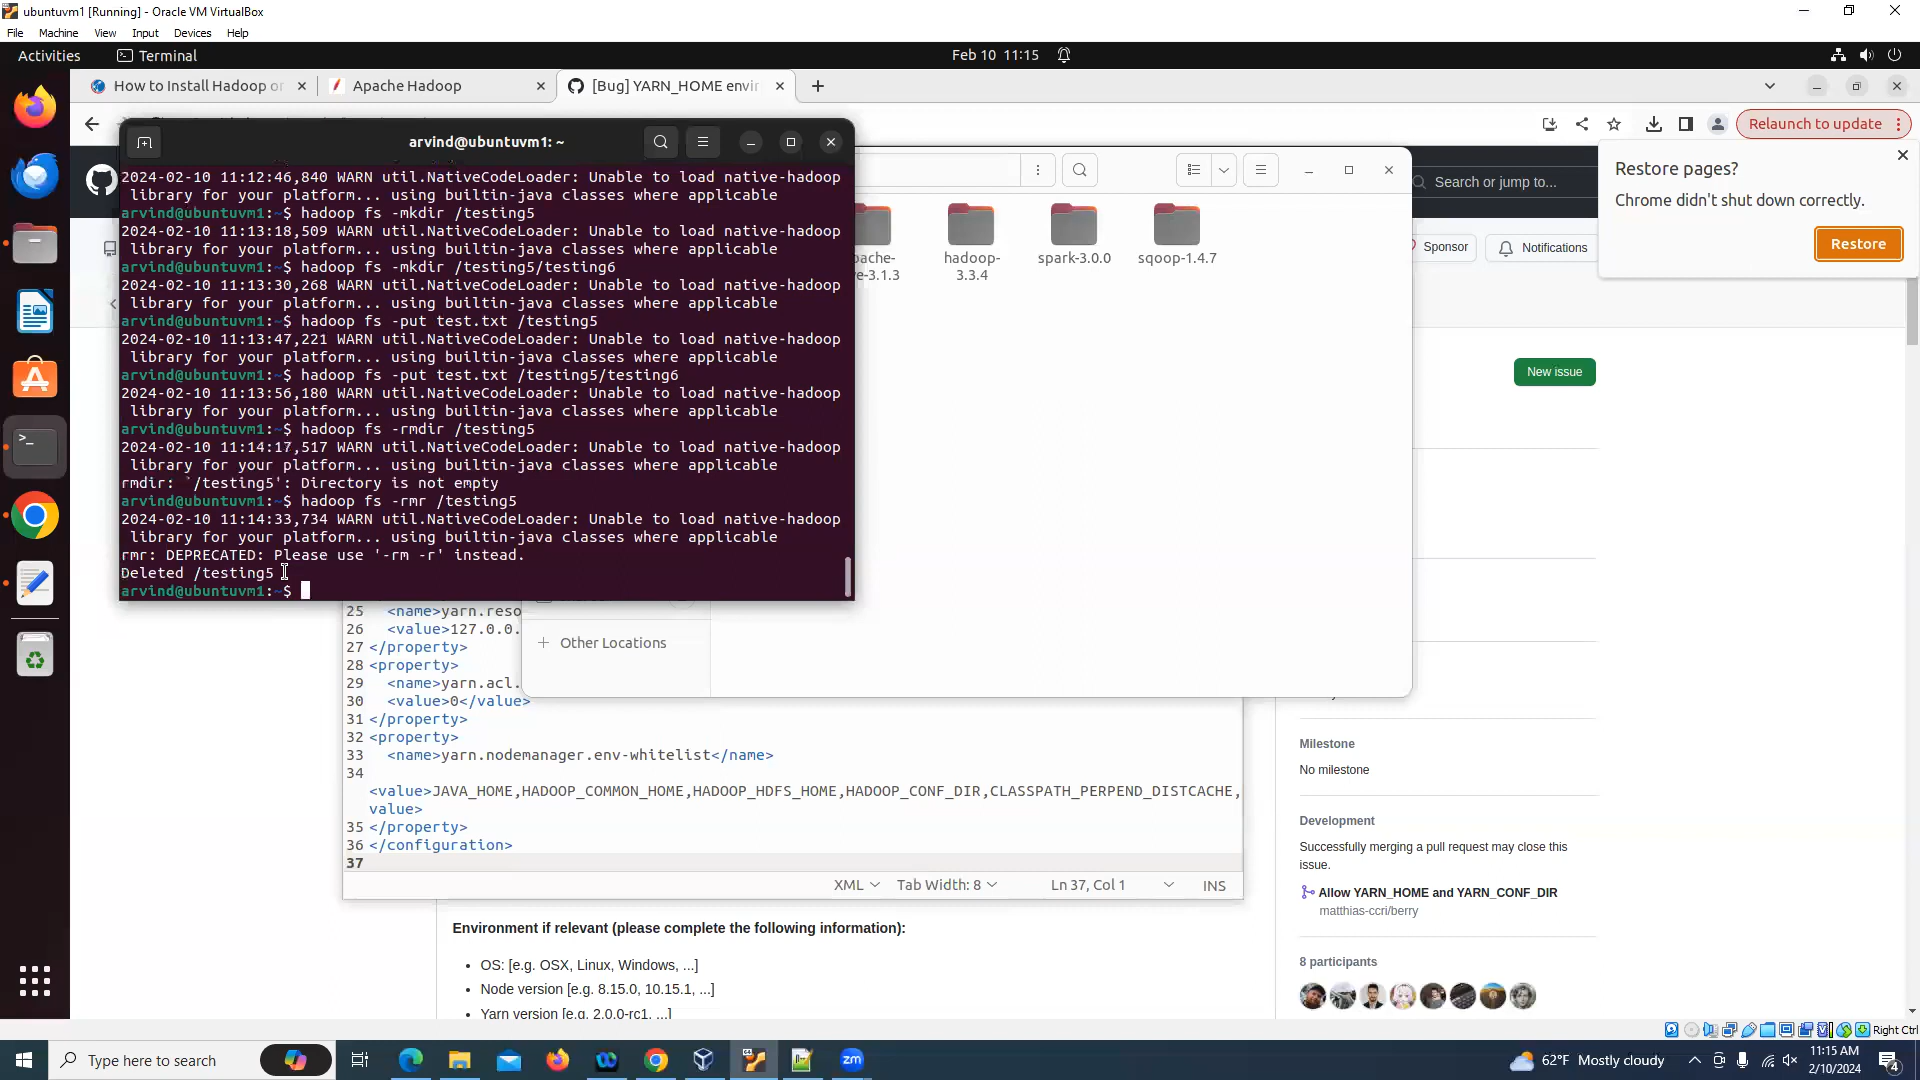 ubuntuvm1 [Running] - Oracle VM VirtualBox
File Machine View Input Devices Help
Activities Terminal Feb 10 11:15
How to Install Hadoop or Apache Hadoop [Bug] YARN_HOME envir
Relaunch to update
arvind@ubuntuvm1: ~
2024-02-10 11:12:46,840 WARN util.NativeCodeLoader: Unable to load native-hadoop
library for your platform... using builtin-java classes where applicable
arvind@ubuntuvm1:~$ hadoop fs -mkdir /testing5
2024-02-10 11:13:18,509 WARN util.NativeCodeLoader: Unable to load native-hadoop
library for your platform... using builtin-java classes where applicable
arvind@ubuntuvm1:~$ hadoop fs -mkdir /testing5/testing6
2024-02-10 11:13:30,268 WARN util.NativeCodeLoader: Unable to load native-hadoop
library for your platform... using builtin-java classes where applicable
arvind@ubuntuvm1:~$ hadoop fs -put test.txt /testing5
2024-02-10 11:13:47,221 WARN util.NativeCodeLoader: Unable to load native-hadoop
library for your platform... using builtin-java classes where applicable
arvind@ubuntuvm1:~$ hadoop fs -put test.txt /testing5/testing6
2024-02-10 11:13:56,180 WARN util.NativeCodeLoader: Unable to load native-hadoop
library for your platform... using builtin-java classes where applicable
arvind@ubuntuvm1:~$ hadoop fs -rmdir /testing5
2024-02-10 11:14:17,517 WARN util.NativeCodeLoader: Unable to load native-hadoop
library for your platform... using builtin-java classes where applicable
rmdir: `/testing5': Directory is not empty
arvind@ubuntuvm1:~$ hadoop fs -rmr /testing5
2024-02-10 11:14:33,734 WARN util.NativeCodeLoader: Unable to load native-hadoop
library for your platform... using builtin-java classes where applicable
rmr: DEPRECATED: Please use '-rm -r' instead.
Deleted /testing5
arvind@ubuntuvm1:~$
pache-
e-3.1.3
hadoop-
3.3.4
spark-3.0.0
sqoop-1.4.7
Other Locations
Search or jump to...
Restore pages?
Chrome didn't shut down correctly.
Restore
Sponsor Notifications
New issue
25 <name>yarn.reso
26 <value>127.0.0.
27 </property>
28 <property>
29 <name>yarn.acl.
30 <value>0</value>
31 </property>
32 <property>
33 <name>yarn.nodemanager.env-whitelist</name>
34
<value>JAVA_HOME,HADOOP_COMMON_HOME,HADOOP_HDFS_HOME,HADOOP_CONF_DIR,CLASSPATH_PERPEND_DISTCACHE,
value>
35 </property>
36 </configuration>
37
XML Tab Width: 8 Ln 37, Col 1 INS
Environment if relevant (please complete the following information):
OS: [e.g. OSX, Linux, Windows, ...]
Node version [e.g. 8.15.0, 10.15.1, ...]
Yarn version [e.g. 2.0.0-rc1, ...]
Milestone
No milestone
Development
Successfully merging a pull request may close this
issue.
Allow YARN_HOME and YARN_CONF_DIR
matthias-ccri/berry
8 participants
Right Ctrl
Type here to search
zm
62°F Mostly cloudy
11:15 AM
2/10/2024
4